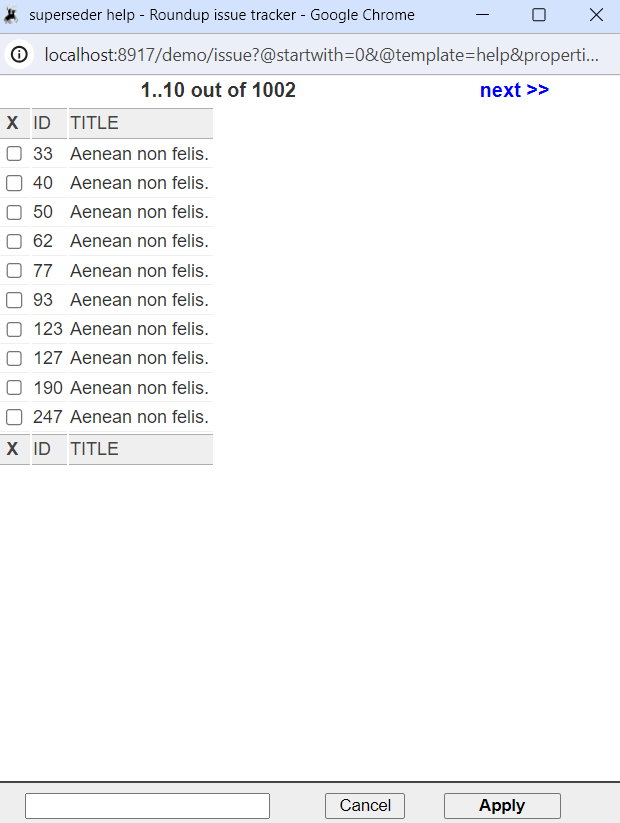 superseder help - Roundup issue tracker - Google Chrome
localhost:8917/demo/issue?@startwith=0&@template=help&properti...
1..10 out of 1002 next >>
X ID TITLE
33 Aenean non felis.
40 Aenean non felis.
50 Aenean non felis.
62 Aenean non felis.
77 Aenean non felis.
93 Aenean non felis.
123 Aenean non felis.
127 Aenean non felis.
190 Aenean non felis.
247 Aenean non felis.
X ID TITLE
Cancel Apply